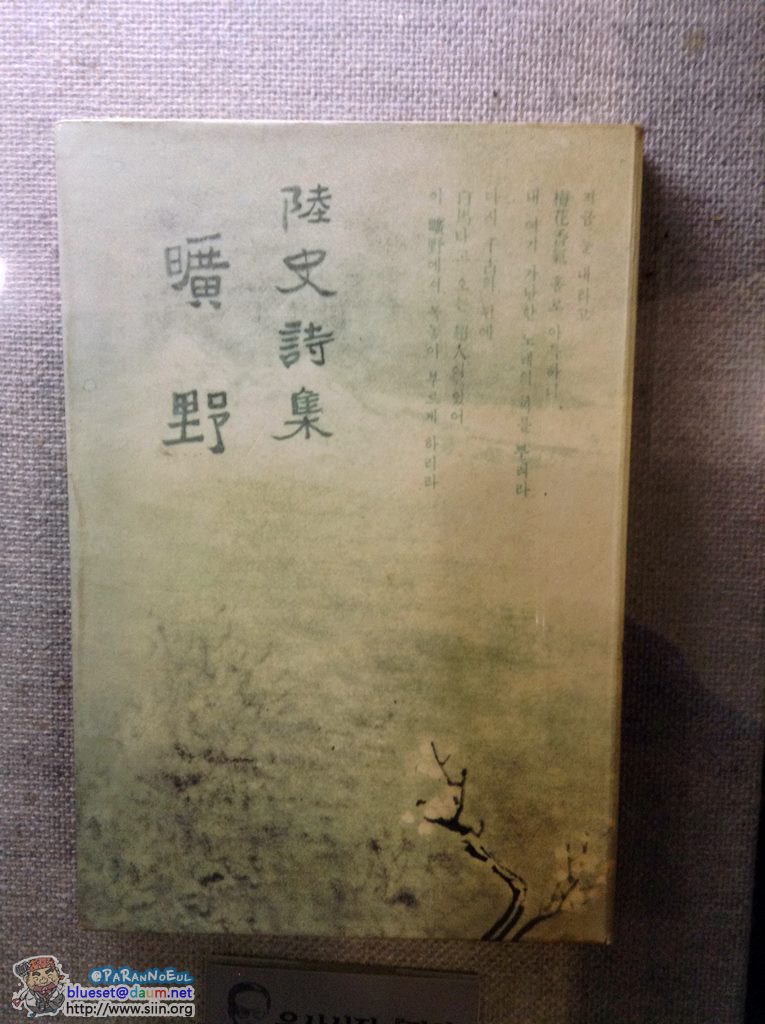 陸史詩集
曠野
지금 눈 내리고
梅花香氣 홀로 아득하니
내 여기 가난한 노래의 씨를 뿌려라
다시 千古의 뒤에
白馬타고 오는 超人이 있어
이 曠野에서 목놓아 부르게 하리라
@PaRanNoEul
blueset@daum.net
http://www.siin.org
육사시집